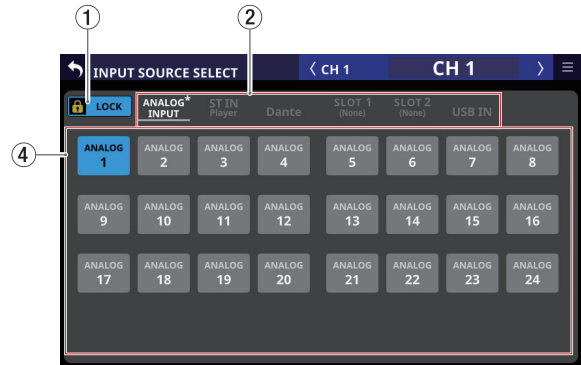 ① ②
INPUT SOURCE SELECT CH 1 CH 1
LOCK ANALOG* INPUT ST IN Player Dante SLOT 1 (None) SLOT 2 (None) USB IN
④
ANALOG 1 ANALOG 2 ANALOG 3 ANALOG 4 ANALOG 5 ANALOG 6 ANALOG 7 ANALOG 8
ANALOG 9 ANALOG 10 ANALOG 11 ANALOG 12 ANALOG 13 ANALOG 14 ANALOG 15 ANALOG 16
ANALOG 17 ANALOG 18 ANALOG 19 ANALOG 20 ANALOG 21 ANALOG 22 ANALOG 23 ANALOG 24